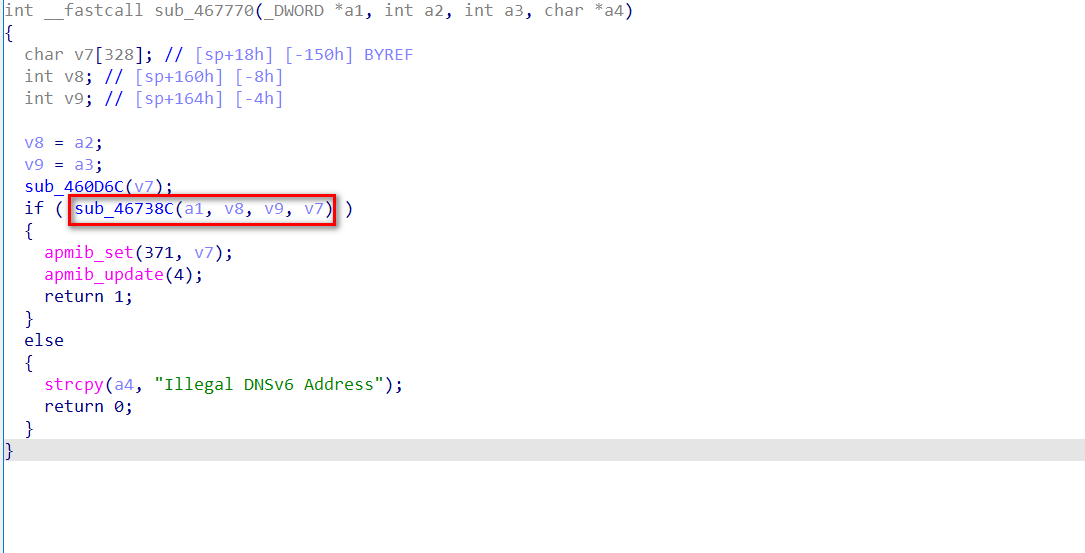 int __fastcall sub_467770(_DWORD *a1, int a2, int a3, char *a4)
{
  char v7[328]; // [sp+18h] [-150h] BYREF
  int v8; // [sp+160h] [-8h]
  int v9; // [sp+164h] [-4h]

  v8 = a2;
  v9 = a3;
  sub_460D6C(v7);
  if ( sub_46738C(a1, v8, v9, v7) )
  {
    apmib_set(371, v7);
    apmib_update(4);
    return 1;
  }
  else
  {
    strcpy(a4, "Illegal DNSv6 Address");
    return 0;
  }
}